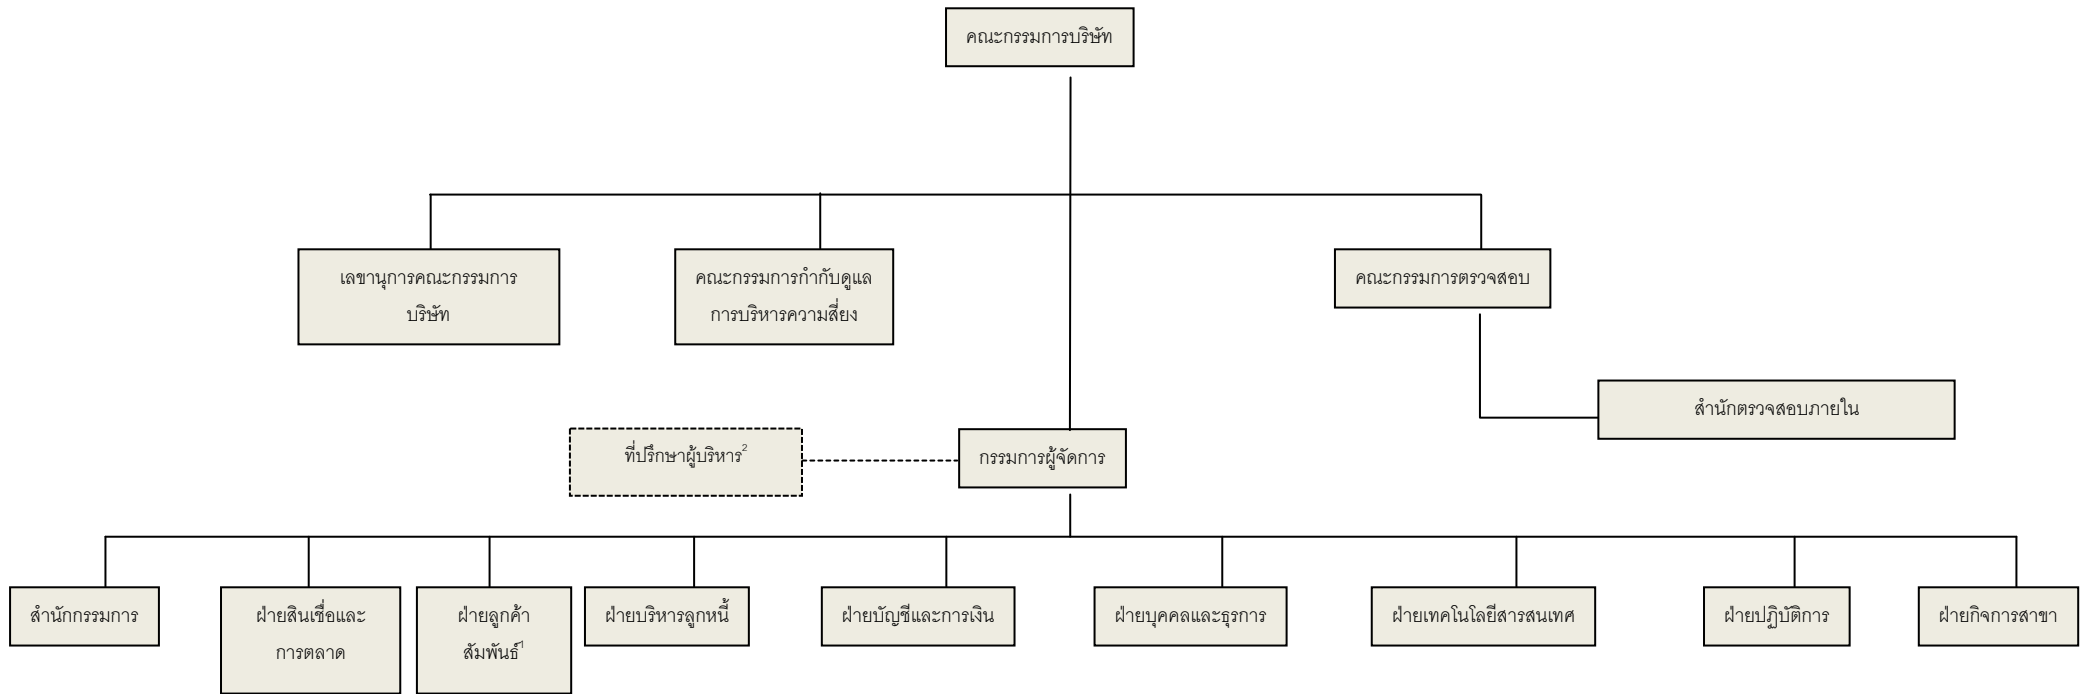 คณะกรรมการบริษัท
เลขานุการคณะกรรมการ
บริษัท
คณะกรรมการกำกับดูแล
การบริหารความเสี่ยง
คณะกรรมการตรวจสอบ
สำนักตรวจสอบภายใน
ที่ปรึกษาผู้บริหาร²
กรรมการผู้จัดการ
สำนักกรรมการ
ฝ่ายสินเชื่อและ
การตลาด
ฝ่ายลูกค้า
สัมพันธ์¹
ฝ่ายบริหารลูกหนี้
ฝ่ายบัญชีและการเงิน
ฝ่ายบุคคลและธุรการ
ฝ่ายเทคโนโลยีสารสนเทศ
ฝ่ายปฏิบัติการ
ฝ่ายกิจการสาขา